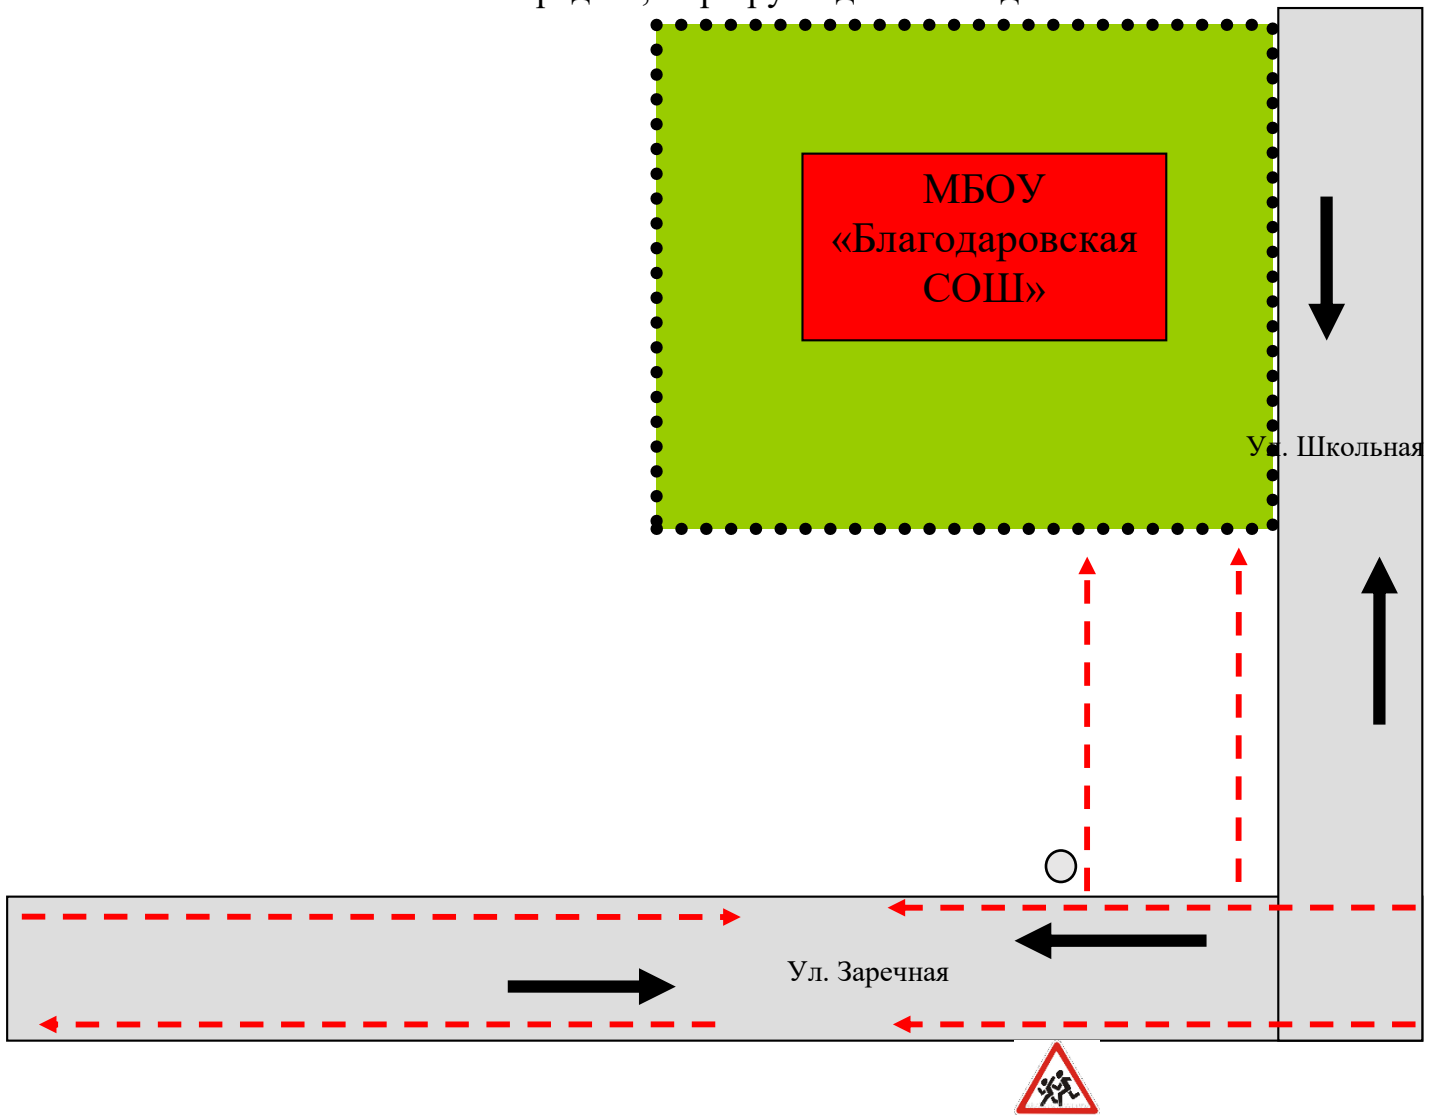 МБОУ
«Благодаровская
СОШ»
Ул. Школьная
Ул. Заречная